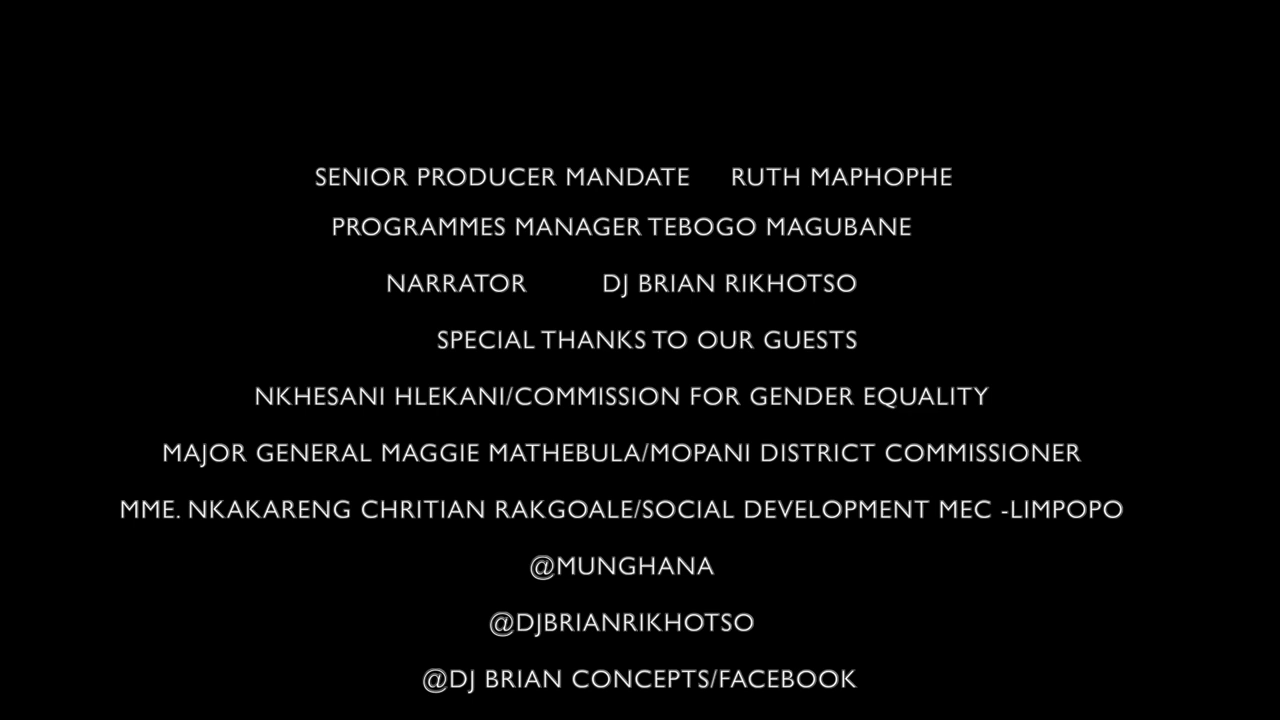 SENIOR PRODUCER MANDATE RUTH MAPHOPHE
PROGRAMMES MANAGER TEBOGO MAGUBANE
NARRATOR DJ BRIAN RIKHOTSO
SPECIAL THANKS TO OUR GUESTS
NKHESANI HLEKANI/COMMISSION FOR GENDER EQUALITY
MAJOR GENERAL MAGGIE MATHEBULA/MOPANI DISTRICT COMMISSIONER
MME. NKAKARENG CHRITIAN RAKGOALE/SOCIAL DEVELOPMENT MEC -LIMPOPO
@MUNGHANA
@DJBRIANRIKHOTSO
@DJ BRIAN CONCEPTS/FACEBOOK